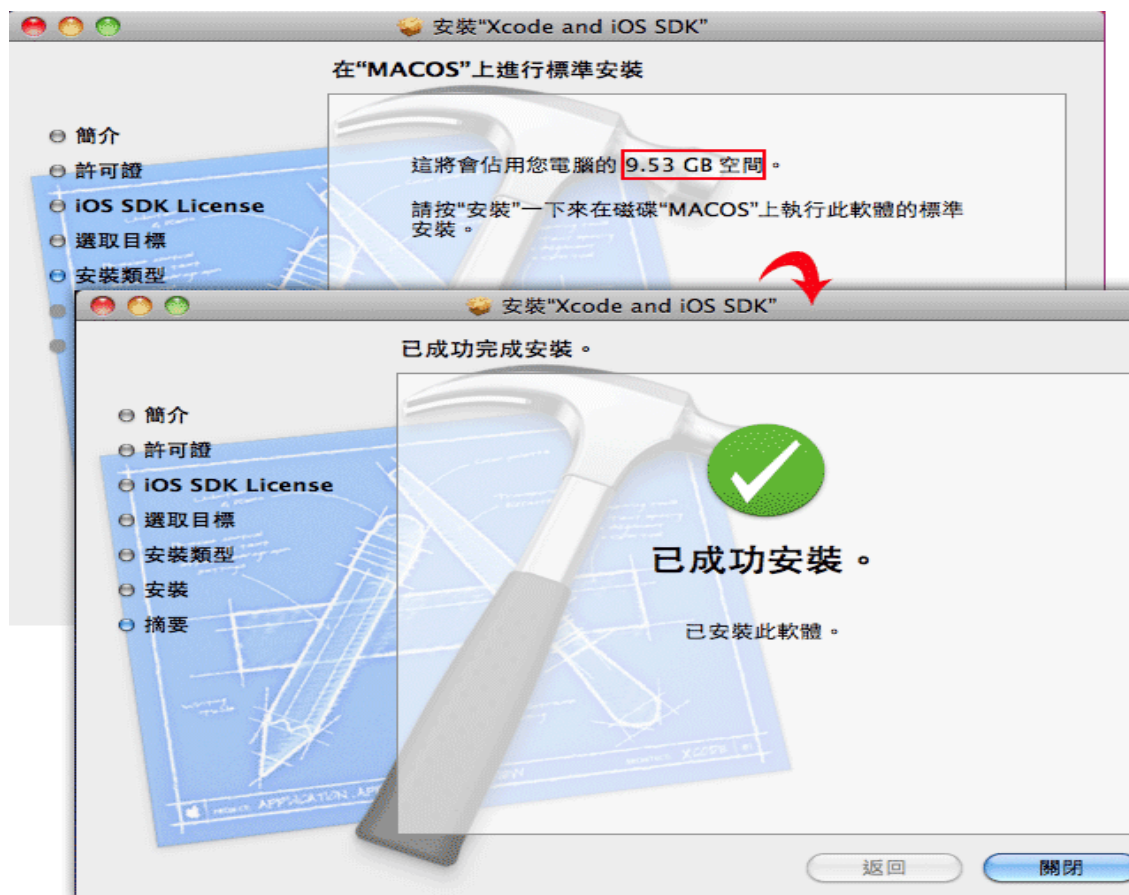 安裝“Xcode and iOS SDK”
在“MACOS”上進行標準安裝
簡介
許可證
iOS SDK License
選取目標
安裝類型
這將會佔用您電腦的 9.53 GB 空間。
請按“安裝”一下來在磁碟“MACOS”上執行此軟體的標準
安裝。
安裝“Xcode and iOS SDK”
已成功完成安裝。
簡介
許可證
iOS SDK License
選取目標
安裝類型
安裝
摘要
已成功安裝。
已安裝此軟體。
返回
關閉